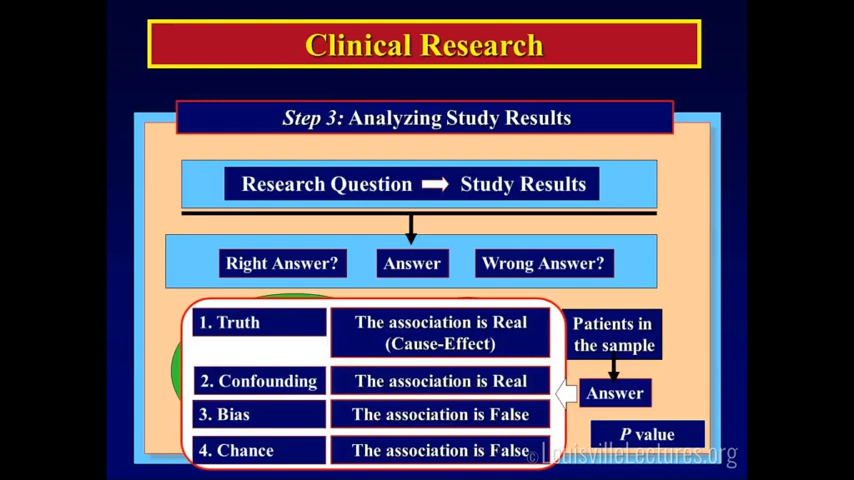 Clinical Research
Step 3: Analyzing Study Results
Research Question Study Results
Right Answer? Answer Wrong Answer?
1. Truth The association is Real
(Cause-Effect)
2. Confounding The association is Real
3. Bias The association is False
4. Chance The association is False
Patients in
the sample
Answer
P value
© LouisvilleLectures.org